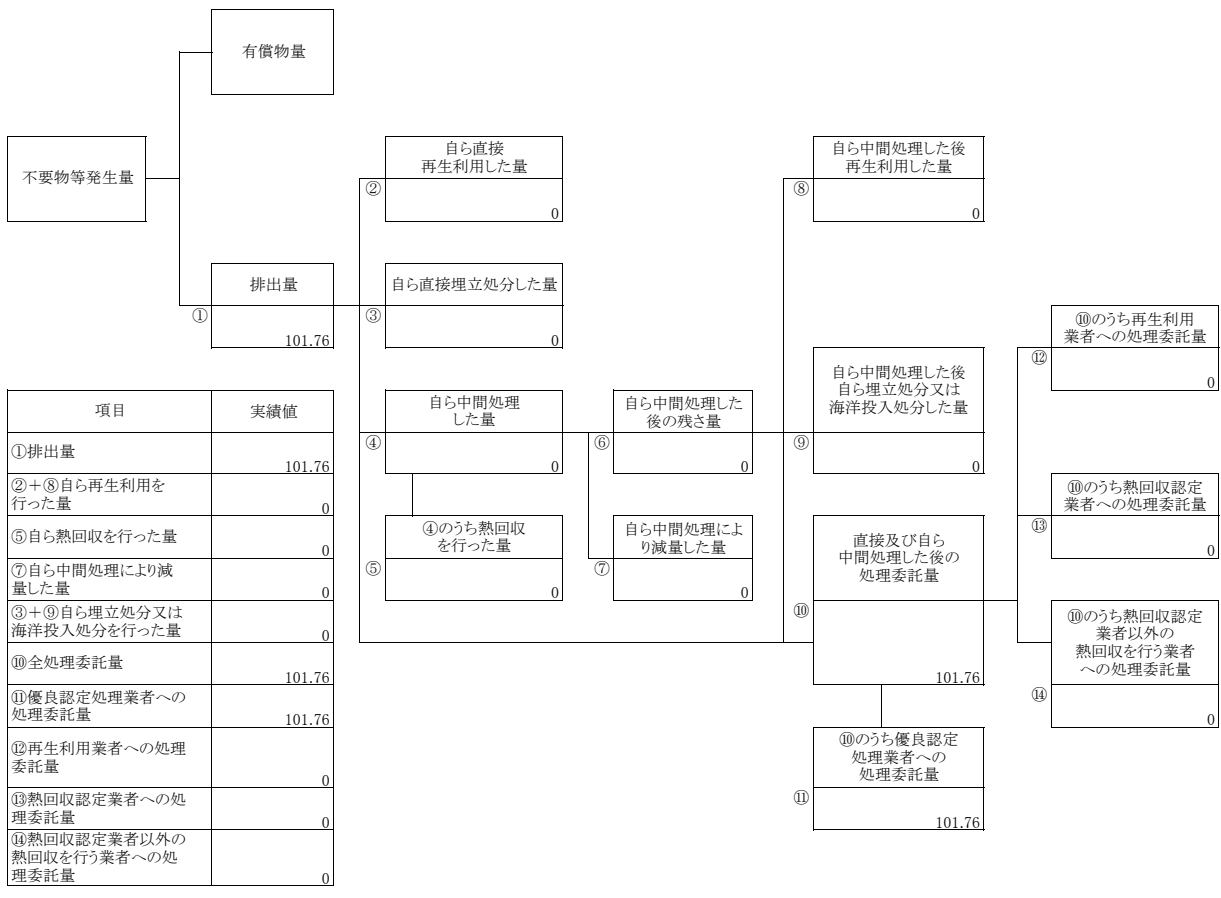 有償物量
不要物等発生量
排出量
①
101.76
自ら直接
再生利用した量
②
0
自ら直接埋立処分した量
③
0
自ら中間処理
した量
④
0
④のうち熱回収
を行った量
⑤
0
自ら中間処理した
後の残さ量
⑥
0
自ら中間処理によ
り減量した量
⑦
0
自ら中間処理した後
再生利用した量
⑧
0
自ら中間処理した後
自ら埋立処分又は
海洋投入処分した量
⑨
0
直接及び自ら
中間処理した後の
処理委託量
⑩
101.76
⑩のうち優良認定
処理業者への
処理委託量
⑪
101.76
⑩のうち再生利用
業者への処理委託量
⑫
0
⑩のうち熱回収認定
業者への処理委託量
⑬
0
⑩のうち熱回収認定
業者以外の
熱回収を行う業者
への処理委託量
⑭
0
項目 実績値
①排出量
101.76
②＋⑧自ら再生利用を
行った量
0
⑤自ら熱回収を行った量
0
⑦自ら中間処理により減
量した量
0
③＋⑨自ら埋立処分又は
海洋投入処分を行った量
0
⑩全処理委託量
101.76
⑪優良認定処理業者への
処理委託量
101.76
⑫再生利用業者への処理
委託量
0
⑬熱回収認定業者への処
理委託量
0
⑭熱回収認定業者以外の
熱回収を行う業者への処
理委託量
0